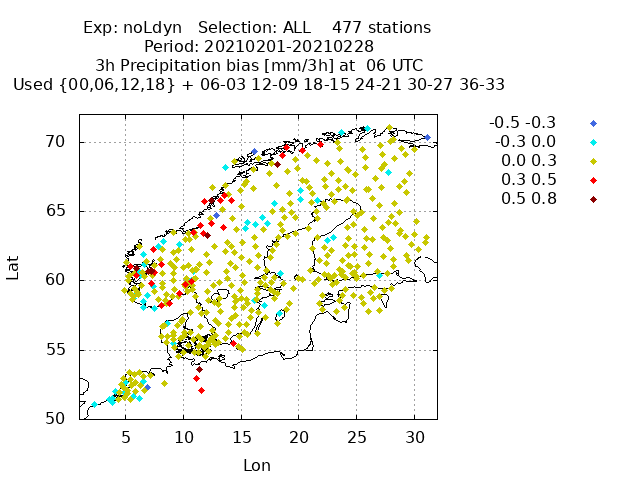 Exp: noLdyn   Selection: ALL    477 stations
Period: 20210201-20210228
3h Precipitation bias [mm/3h] at  06 UTC
Used {00,06,12,18} + 06-03 12-09 18-15 24-21 30-27 36-33
-0.5 -0.3
-0.3 0.0
0.0 0.3
0.3 0.5
0.5 0.8
70
65
60
55
50
Lat
5 10 15 20 25 30
Lon